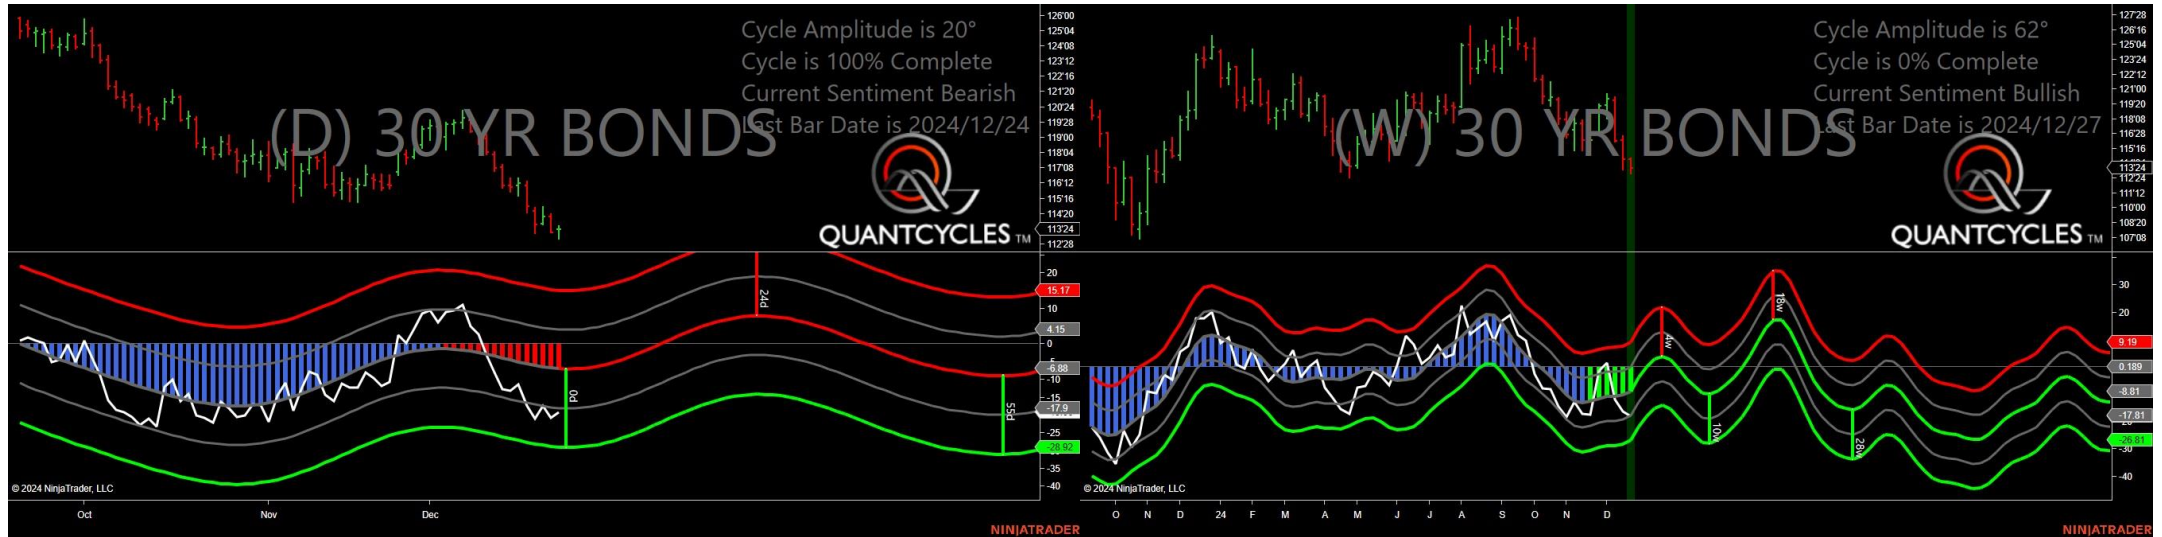 Cycle Amplitude is 20°
Cycle is 100% Complete
Current Sentiment Bearish
Last Bar Date is 2024/12/24
(D) 30 YR BONDS
QUANTCYCLES TM
126'00
125'04
124'08
123'12
122'16
121'20
120'24
119'28
119'00
118'04
117'08
116'12
115'16
114'20
113'24
112'28
20
15.17
10
4.15
0
-6.88
-10
-15
-17.9
-25
-28.92
-35
-40
24d
0d
55d
© 2024 NinjaTrader, LLC
Oct
Nov
Dec
NINJATRADER
Cycle Amplitude is 62°
Cycle is 0% Complete
Current Sentiment Bullish
Last Bar Date is 2024/12/27
(W) 30 YR BONDS
QUANTCYCLES TM
127'28
126'16
125'04
123'24
122'12
121'00
119'20
118'08
116'28
115'16
113'24
112'24
111'12
110'00
108'20
107'08
30
20
9.19
0.189
-8.81
-17.81
-26.81
-30
-40
4w
18w
10w
28w
© 2024 NinjaTrader, LLC
O
N
D
24
F
M
A
M
J
J
A
S
O
N
D
NINJATRADER